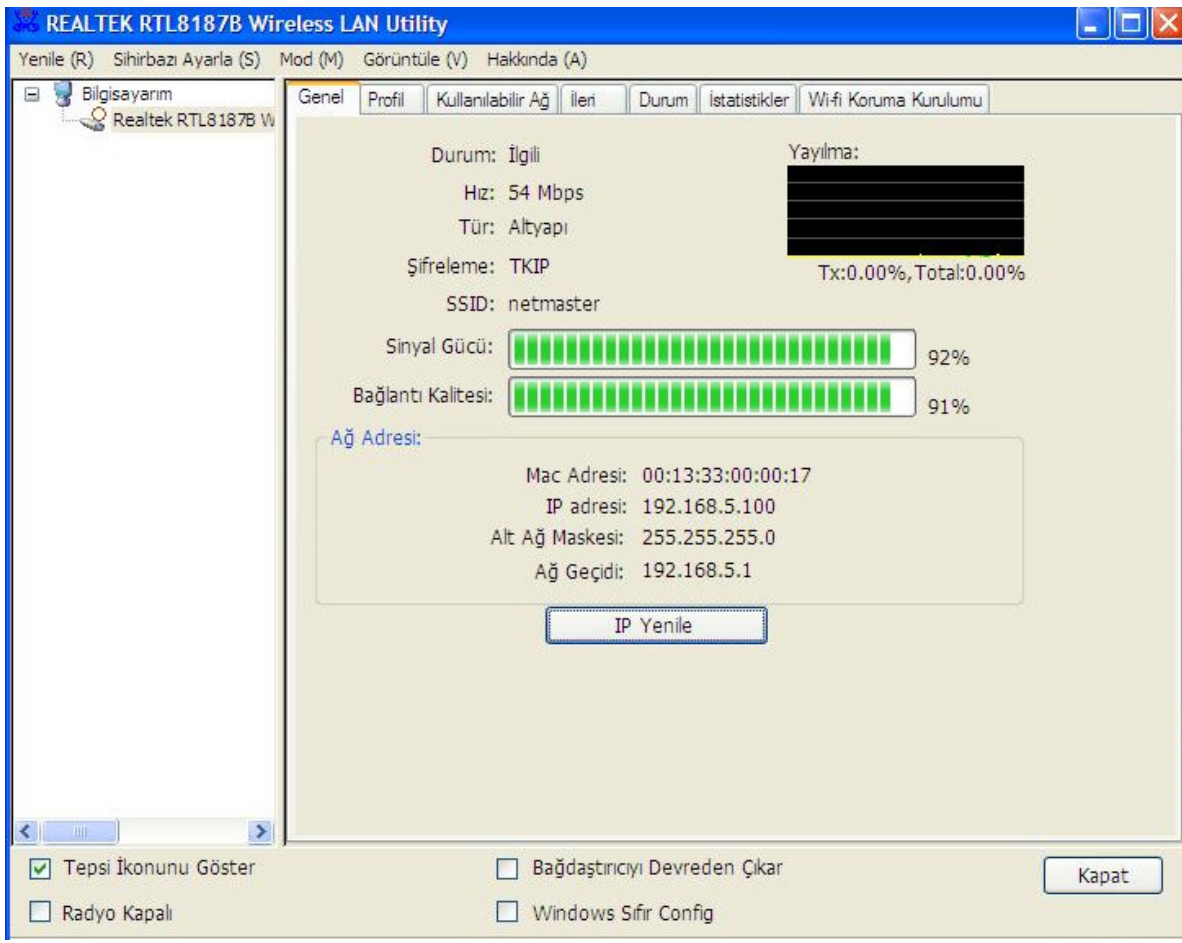 REALTEK RTL8187B Wireless LAN Utility
Yenile (R) Sihirbazı Ayarla (S) Mod (M) Görüntüle (V) Hakkında (A)
Bilgisayarım
Realtek RTL8187B W
Genel Profil Kullanılabilir Ağ İleri Durum İstatistikler Wi-fi Koruma Kurulumu
Durum: İlgili
Yayılma:
Hız: 54 Mbps
Tür: Altyapı
Şifreleme: TKIP
Tx:0.00%,Total:0.00%
SSID: netmaster
Sinyal Gücü: 92%
Bağlantı Kalitesi: 91%
Ağ Adresi:
Mac Adresi: 00:13:33:00:00:17
IP adresi: 192.168.5.100
Alt Ağ Maskesi: 255.255.255.0
Ağ Geçidi: 192.168.5.1
IP Yenile
Tepsi İkonunu Göster
Bağdaştırıcıyı Devreden Çıkar
Kapat
Radyo Kapalı
Windows Sıfır Config